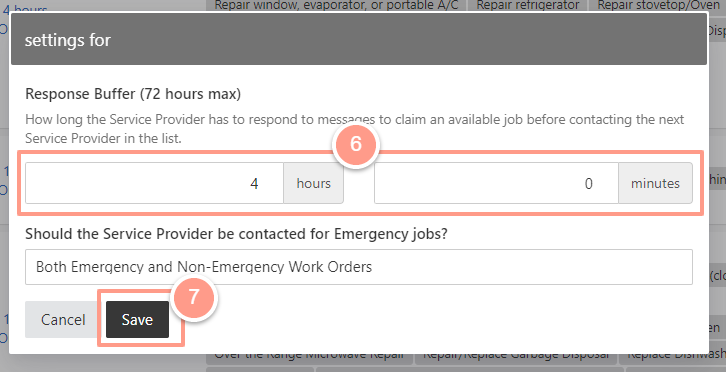 Repair window, evaporator, or portable A/C Repair refrigerator Repair stovetop/Oven
4 hours
settings for
Response Buffer (72 hours max)
How long the Service Provider has to respond to messages to claim an available job before contacting the next
Service Provider in the list.
6
4 hours 0 minutes
Should the Service Provider be contacted for Emergency jobs?
Both Emergency and Non-Emergency Work Orders
7
Cancel Save
Over the Range Microwave Repair Repair/Replace Garbage Disposal Replace Dishwash